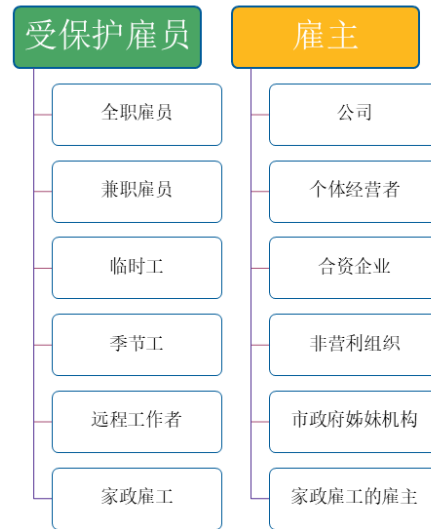 受保护雇员
全职雇员
兼职雇员
临时工
季节工
远程工作者
家政雇工
雇主
公司
个体经营者
合资企业
非营利组织
市政府姊妹机构
家政雇工的雇主